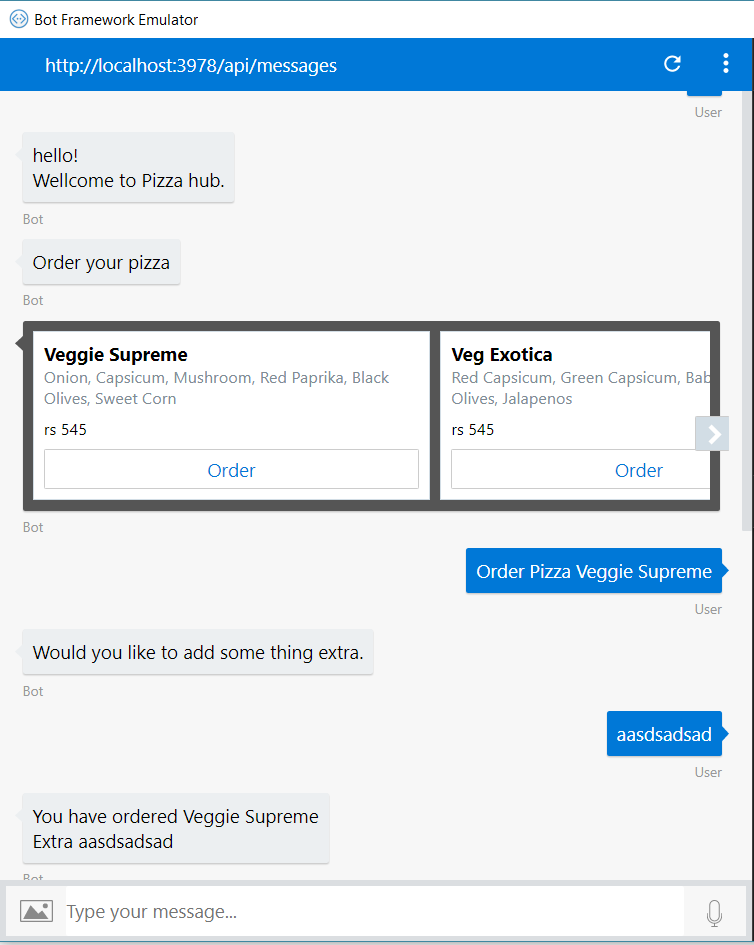 Bot Framework Emulator
http://localhost:3978/api/messages
User
hello!
Wellcome to Pizza hub.
Bot
Order your pizza
Bot
Veggie Supreme
Onion, Capsicum, Mushroom, Red Paprika, Black
Olives, Sweet Corn
rs 545
Order
Veg Exotica
Red Capsicum, Green Capsicum, Bab
Olives, Jalapenos
rs 545
Order
Bot
Order Pizza Veggie Supreme
User
Would you like to add some thing extra.
Bot
aasdsadsad
User
You have ordered Veggie Supreme
Extra aasdsadsad
Bot
Type your message...